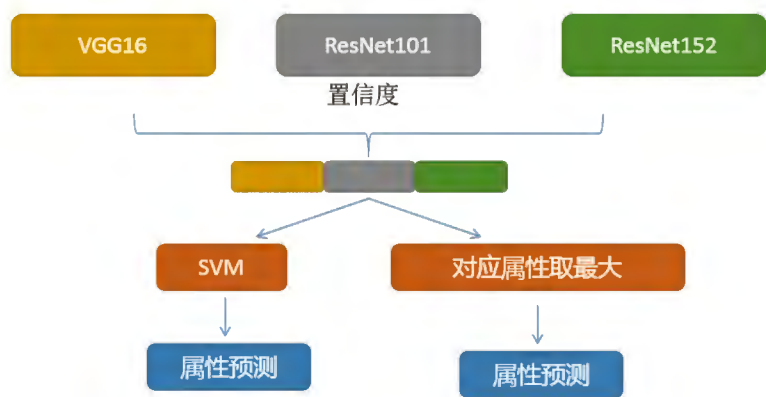 VGG16
ResNet101
ResNet152
置信度
SVM
对应属性取最大
属性预测
属性预测